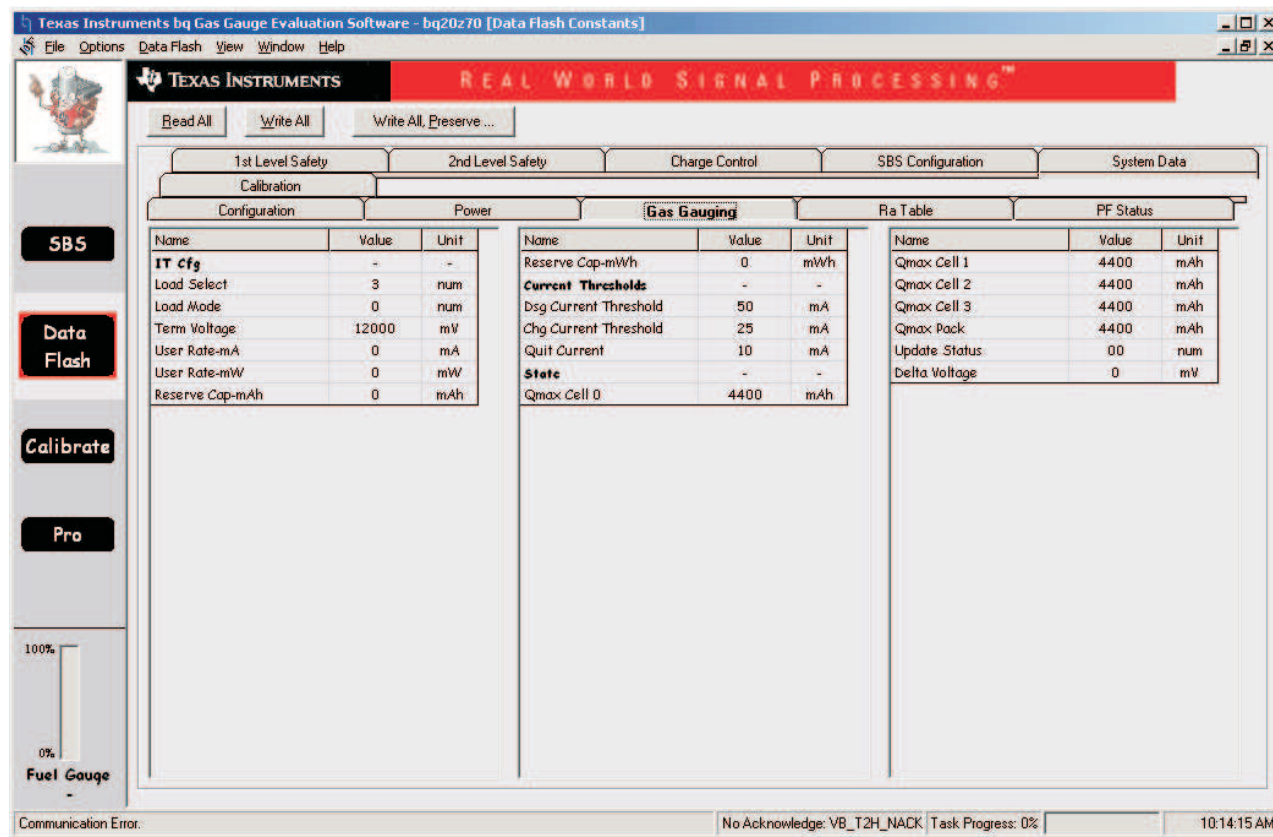 Texas Instruments bq Gas Gauge Evaluation Software - bq20z70 [Data Flash Constants]
File Options Data Flash View Window Help
TEXAS INSTRUMENTS REAL WORLD SIGNAL PROCESSING™
Read All Write All Write All, Preserve ...
1st Level Safety 2nd Level Safety Charge Control SBS Configuration System Data
Calibration
Configuration Power Gas Gauging Ra Table PF Status
SBS
Data Flash
Calibrate
Pro
100%
0%
Fuel Gauge
-
Name Value Unit
IT Cfg - -
Load Select 3 num
Load Mode 0 num
Term Voltage 12000 mV
User Rate-mA 0 mA
User Rate-mW 0 mW
Reserve Cap-mAh 0 mAh
Name Value Unit
Reserve Cap-mWh 0 mWh
Current Thresholds - -
Dsg Current Threshold 50 mA
Chg Current Threshold 25 mA
Quit Current 10 mA
State - -
Qmax Cell 0 4400 mAh
Name Value Unit
Qmax Cell 1 4400 mAh
Qmax Cell 2 4400 mAh
Qmax Cell 3 4400 mAh
Qmax Pack 4400 mAh
Update Status 00 num
Delta Voltage 0 mV
Communication Error. No Acknowledge: VB_T2H_NACK Task Progress: 0% 10:14:15 AM